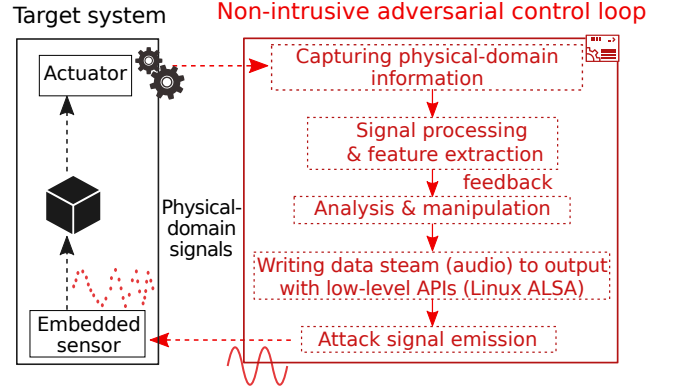 Target system
Non-intrusive adversarial control loop
Actuator
Capturing physical-domain
information
Signal processing
& feature extraction
feedback
Physical-
domain
signals
Analysis & manipulation
Writing data steam (audio) to output
with low-level APIs (Linux ALSA)
Embedded
sensor
Attack signal emission